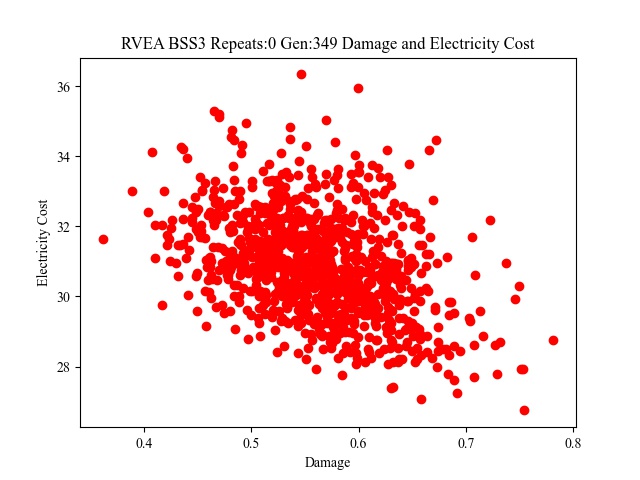 RVEA BSS3 Repeats:0 Gen:349 Damage and Electricity Cost
36
34
32
30
28
Electricity Cost
0.4 0.5 0.6 0.7 0.8
Damage